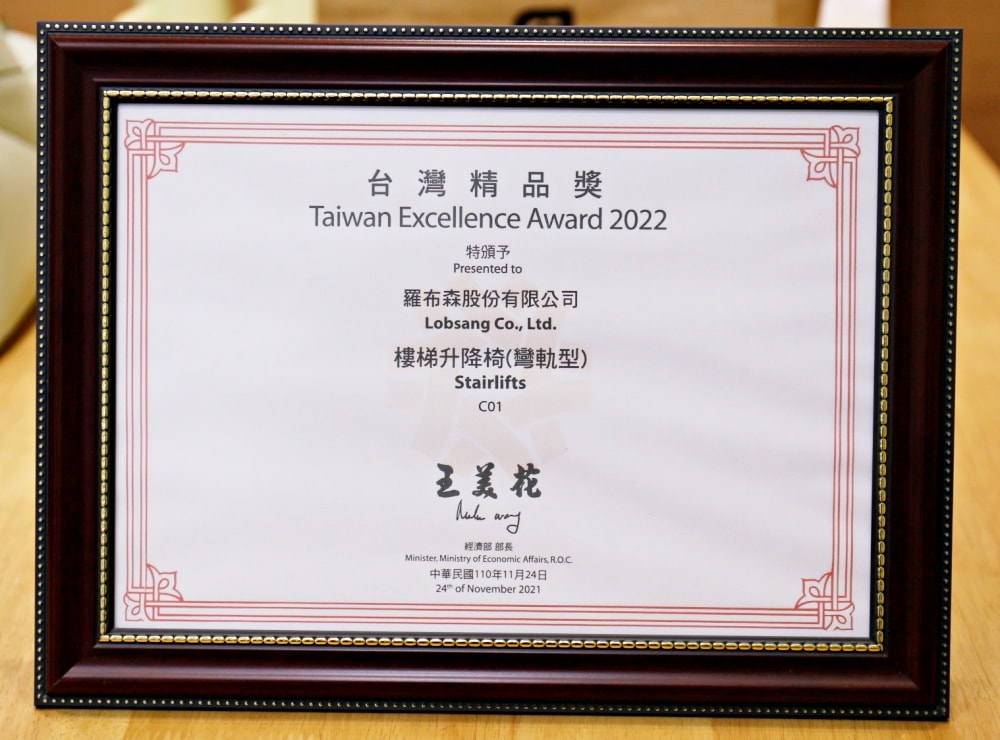 台灣精品獎
Taiwan Excellence Award 2022
特頒予
Presented to
羅布森股份有限公司
Lobsang Co., Ltd.
樓梯升降椅(彎軌型)
Stairlifts
C01
王美花
經濟部 部長
Minister, Ministry of Economic Affairs, R.O.C.
中華民國110年11月24日
24th of November 2021